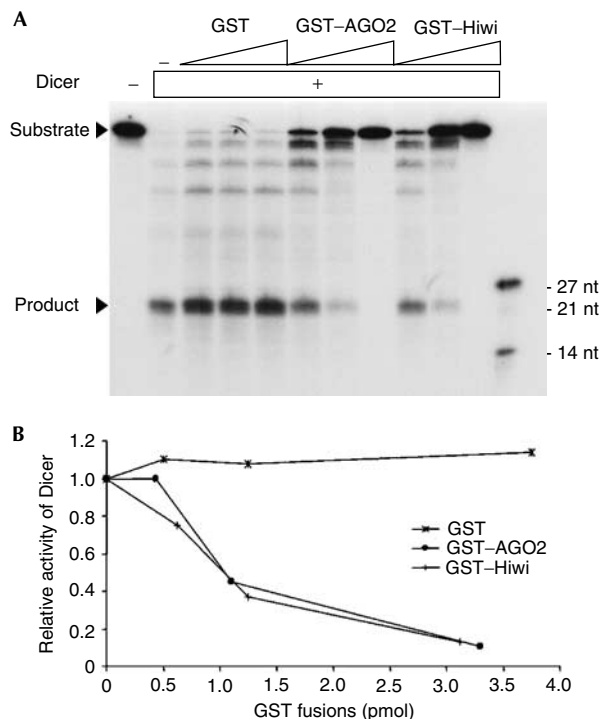 A
GST GST–AGO2 GST–Hiwi
–
Dicer – +
Substrate
Product
- 27 nt
- 21 nt
- 14 nt
B
Relative activity of Dicer
1.2
1.0
0.8
0.6
0.4
0.2
0
GST
GST–AGO2
GST–Hiwi
0 0.5 1.0 1.5 2.0 2.5 3.0 3.5 4.0
GST fusions (pmol)